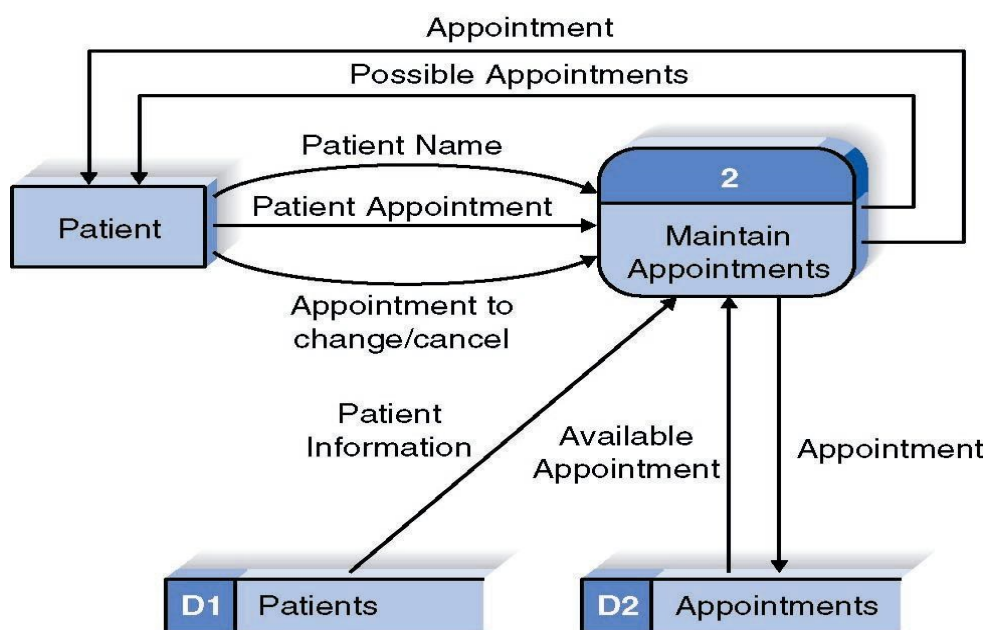 Appointment
Possible Appointments
Patient Name
2
Patient
Patient Appointment
Maintain
Appointments
Appointment to
change/cancel
Patient
Information
Available
Appointment
Appointment
D1 Patients
D2 Appointments